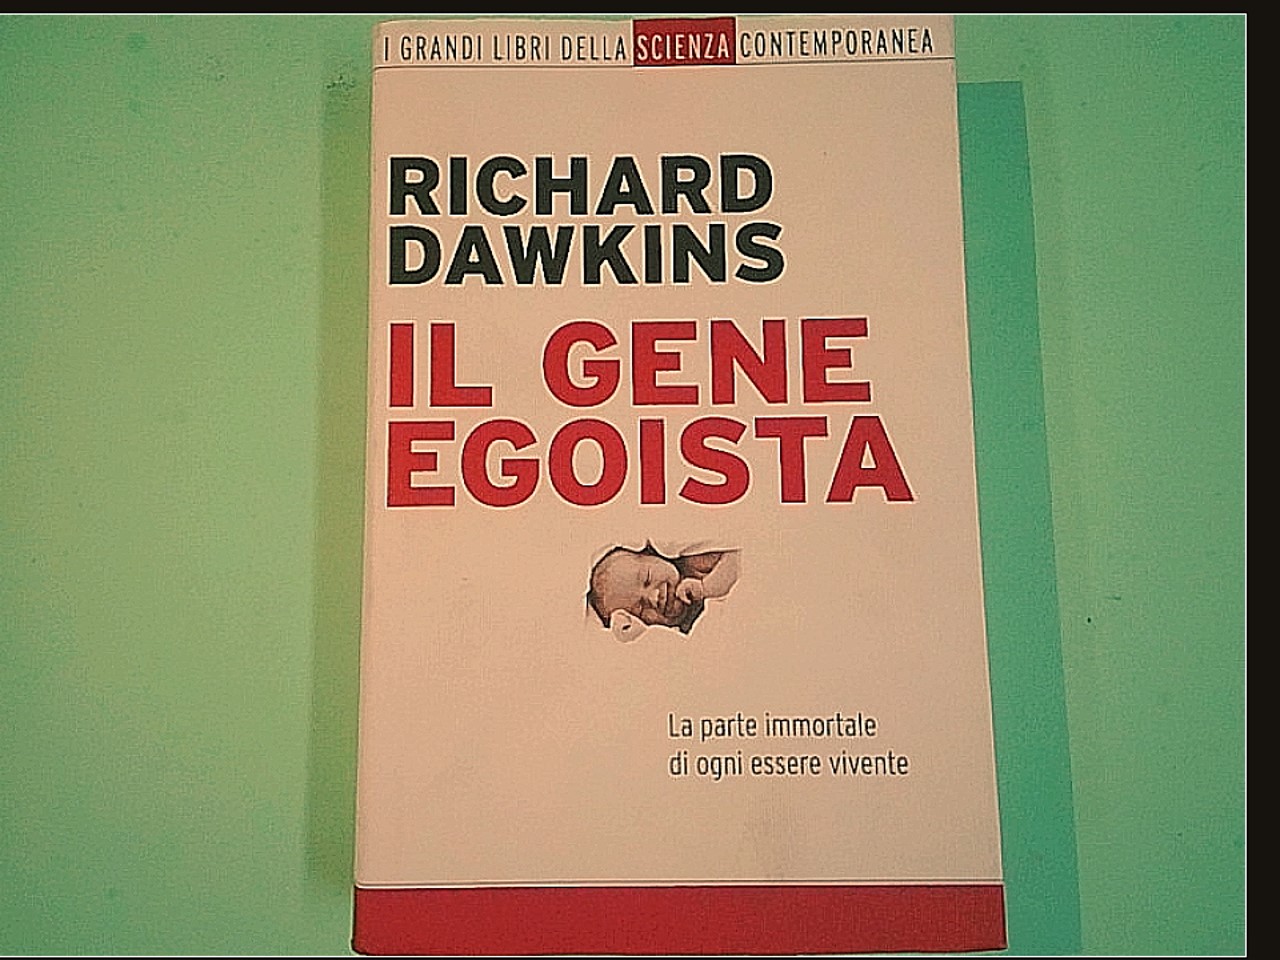 I GRANDI LIBRI DELLA SCIENZA CONTEMPORANEA
RICHARD
DAWKINS
IL GENE
EGOISTA
La parte immortale
di ogni essere vivente